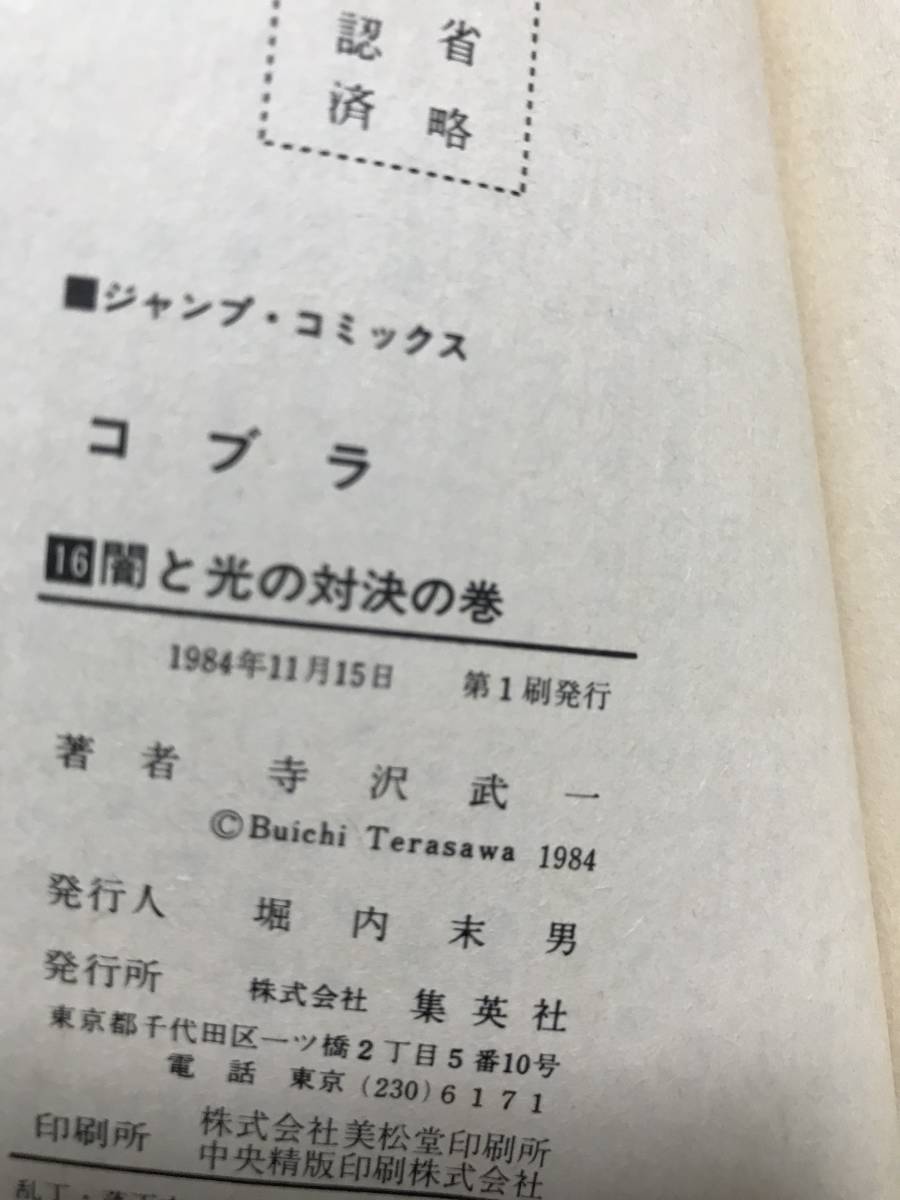 認省
済略
■ジャンプ・コミックス
コブラ
16 闇と光の対決の巻
1984年11月15日 第1刷発行
著者 寺沢武一
©Buichi Terasawa 1984
発行人 堀内末男
発行所 株式会社 集英社
東京都千代田区一ツ橋2丁目5番10号
電話 東京(230)6171
印刷所 株式会社美松堂印刷所
中央精版印刷株式会社
乱丁・